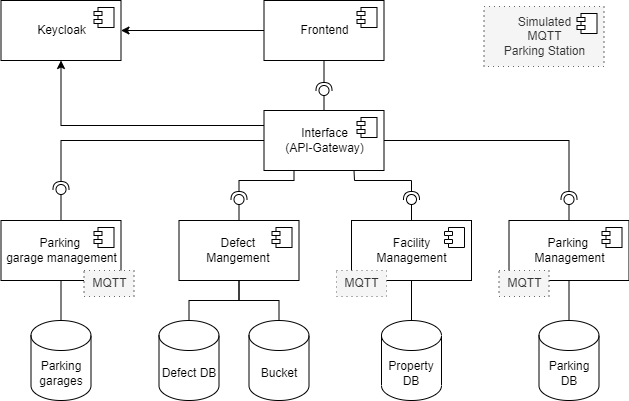 Keycloak
Frontend
Simulated
MQTT
Parking Station
Interface
(API-Gateway)
Parking
garage management
MQTT
Defect
Mangement
Facility
Management
MQTT
Parking
Management
MQTT
Parking
garages
Defect DB
Bucket
Property
DB
Parking
DB